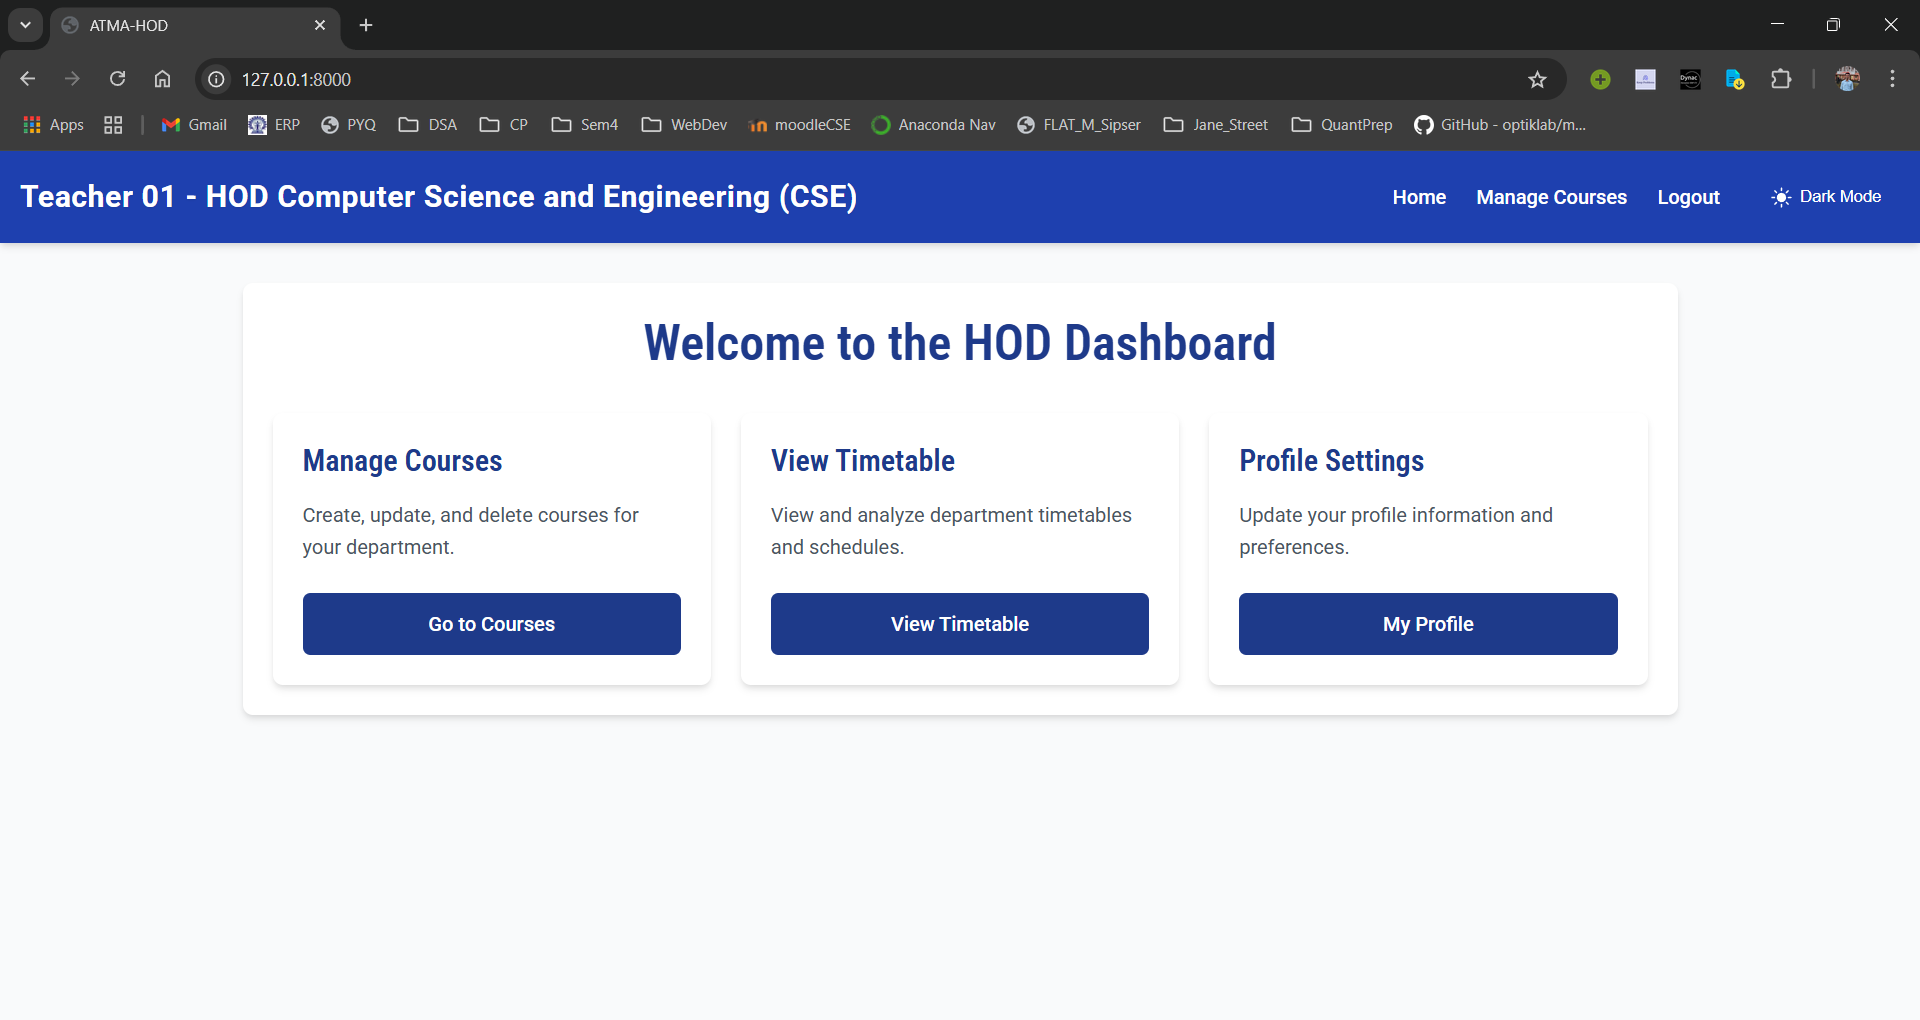 ATMA-HOD
127.0.0.1:8000
Apps Gmail ERP PYQ DSA CP Sem4 WebDev moodleCSE Anaconda Nav FLAT_M_Sipser Jane_Street QuantPrep GitHub - optiklab/m...
Teacher 01 - HOD Computer Science and Engineering (CSE)
Home Manage Courses Logout Dark Mode
Welcome to the HOD Dashboard
Manage Courses
Create, update, and delete courses for
your department.
Go to Courses
View Timetable
View and analyze department timetables
and schedules.
View Timetable
Profile Settings
Update your profile information and
preferences.
My Profile